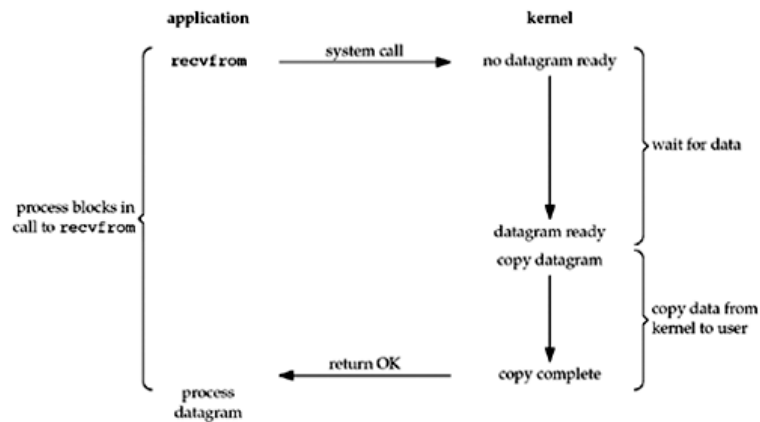 application
kernel
recvfrom
system call
no datagram ready
wait for data
process blocks in
call to recvfrom
datagram ready
copy datagram
copy data from
kernel to user
return OK
copy complete
process
datagram